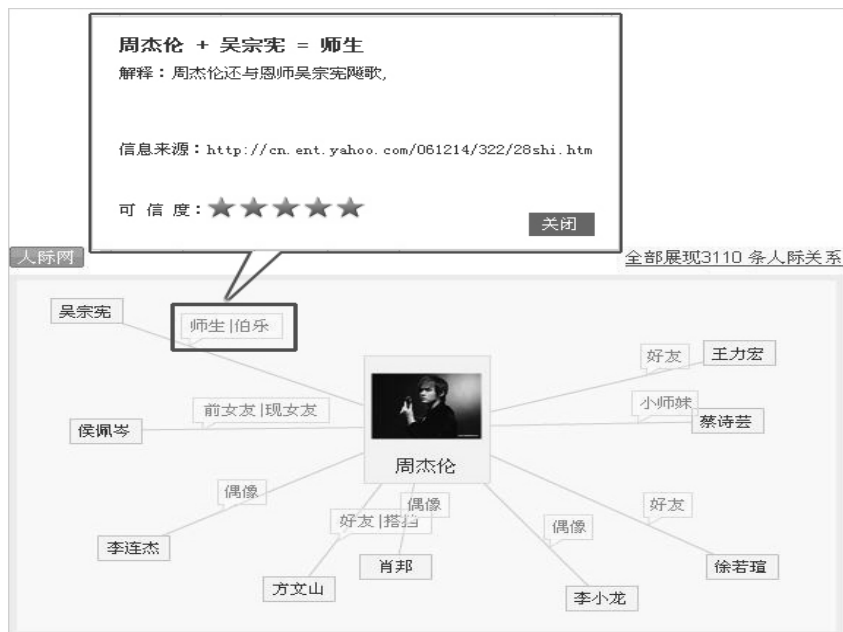 周杰伦 + 吴宗宪 = 师生
解释：周杰伦还与恩师吴宗宪飚歌,
信息来源：http://cn.ent.yahoo.com/061214/322/28shi.htm
可 信 度：
关闭
人际网
全部展现3110 条人际关系
吴宗宪
师生|伯乐
好友
王力宏
前女友|现女友
小师妹
侯佩岑
蔡诗芸
周杰伦
偶像
偶像
好友
好友|搭档
偶像
李连杰
肖邦
徐若瑄
方文山
李小龙